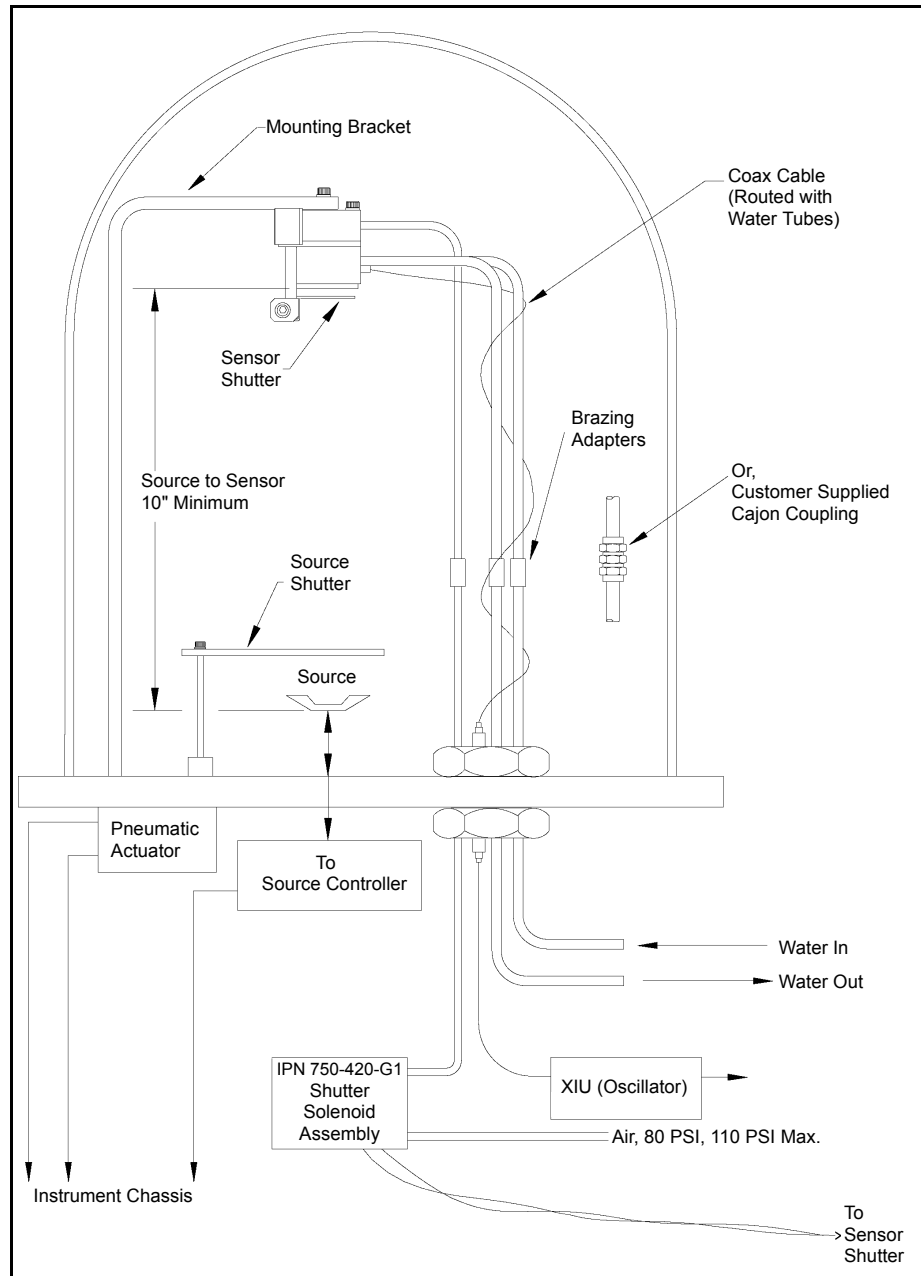 Mounting Bracket
Coax Cable
(Routed with
Water Tubes)
Sensor
Shutter
Brazing
Adapters
Source to Sensor
10" Minimum
Or,
Customer Supplied
Cajon Coupling
Source
Shutter
Source
Pneumatic
Actuator
To
Source Controller
Water In
Water Out
IPN 750-420-G1
Shutter
Solenoid
Assembly
XIU (Oscillator)
Air, 80 PSI, 110 PSI Max.
Instrument Chassis
To
Sensor
Shutter